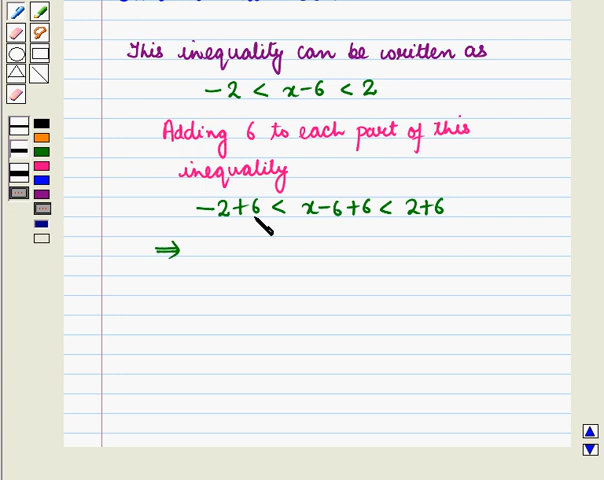 This inequality can be written as
-2 < x-6 < 2
Adding 6 to each part of this
inequality
-2+6 < x-6+6 < 2+6
⇒